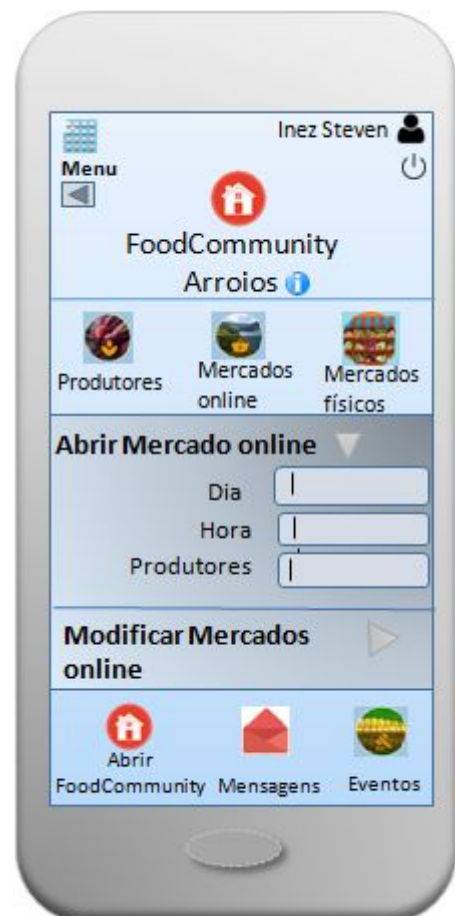 Inez Steven
Menu
FoodCommunity
Arroios
Produtores
Mercados
online
Mercados
físicos
Abrir Mercado online
Dia
Hora
Produtores
Modificar Mercados
online
Abrir
FoodCommunity
Mensagens
Eventos